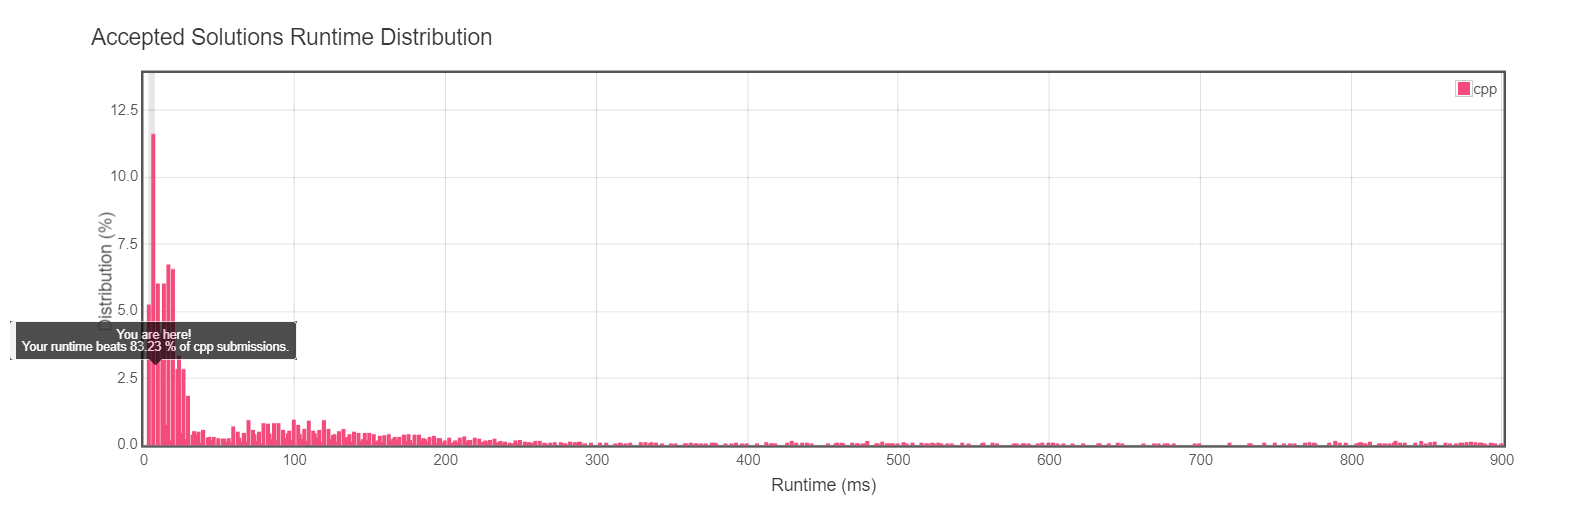 Accepted Solutions Runtime Distribution
cpp
12.5
10.0
7.5
5.0
2.5
0.0
Distribution (%)
You are here!
Your runtime beats 83.23 % of cpp submissions.
0 100 200 300 400 500 600 700 800 900
Runtime (ms)